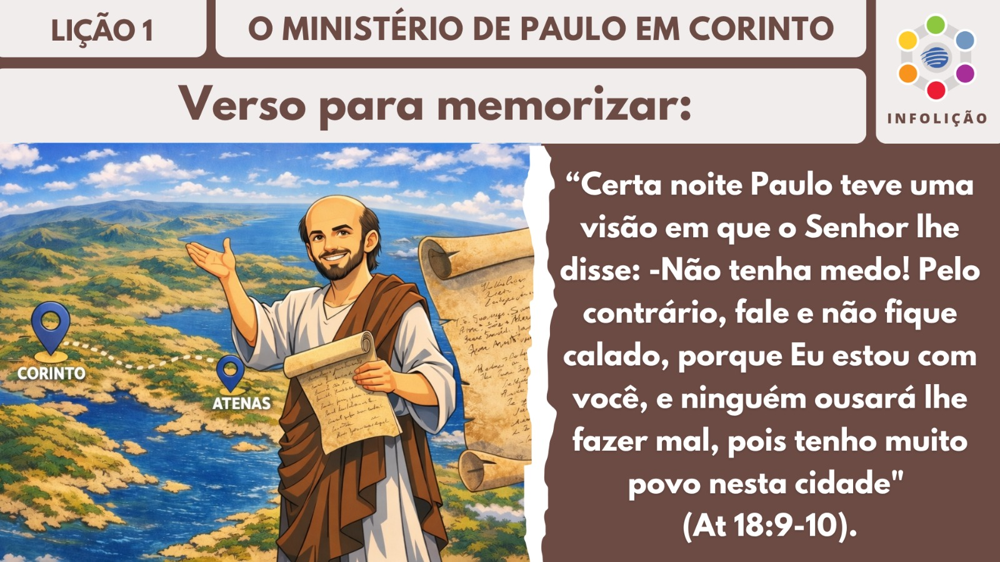 LIÇÃO 1
O MINISTÉRIO DE PAULO EM CORINTO
INFOLIÇÃO
Verso para memorizar:
CORINTO
ATENAS
“Certa noite Paulo teve uma
visão em que o Senhor lhe
disse: -Não tenha medo! Pelo
contrário, fale e não fique
calado, porque Eu estou com
você, e ninguém ousará lhe
fazer mal, pois tenho muito
povo nesta cidade"
(At 18:9-10).